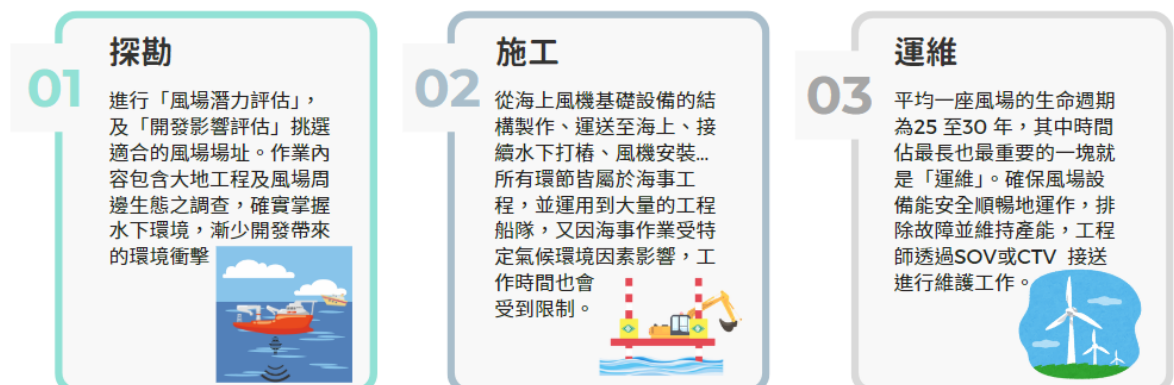 01
探勘
進行「風場潛力評估」，
及「開發影響評估」挑選
適合的風場場址。作業內
容包含大地工程及風場周
邊生態之調查，確實掌握
水下環境，漸少開發帶來
的環境衝擊
02
施工
從海上風機基礎設備的結
構製作、運送至海上、接
續水下打樁、風機安裝...
所有環節皆屬於海事工
程，並運用到大量的工程
船隊，又因海事作業受特
定氣候環境因素影響，工
作時間也會
受到限制。
03
運維
平均一座風場的生命週期
為25 至30 年，其中時間
佔最長也最重要的一塊就
是「運維」。確保風場設
備能安全順暢地運作，排
除故障並維持產能，工程
師透過SOV或CTV 接送
進行維護工作。